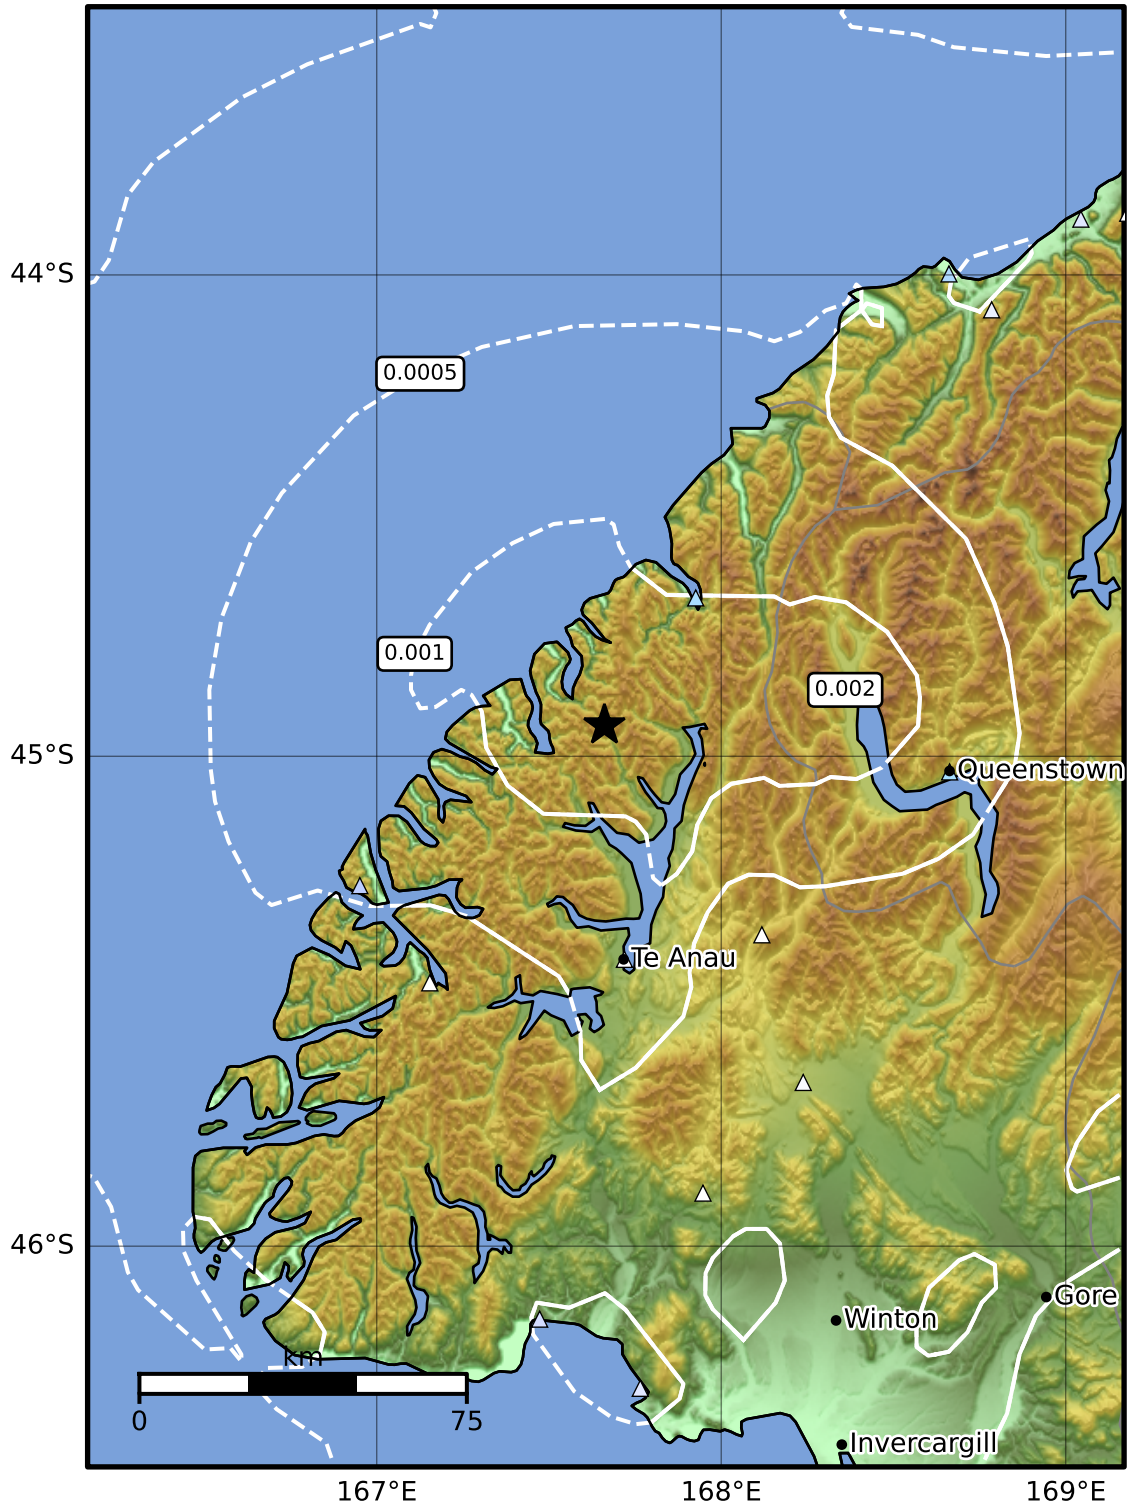 44°S
0.0005
0.001
0.002
45°S
Queenstown
Te Anau
46°S
Gore
Winton
km
0
75
Invercargill
167°E
168°E
169°E